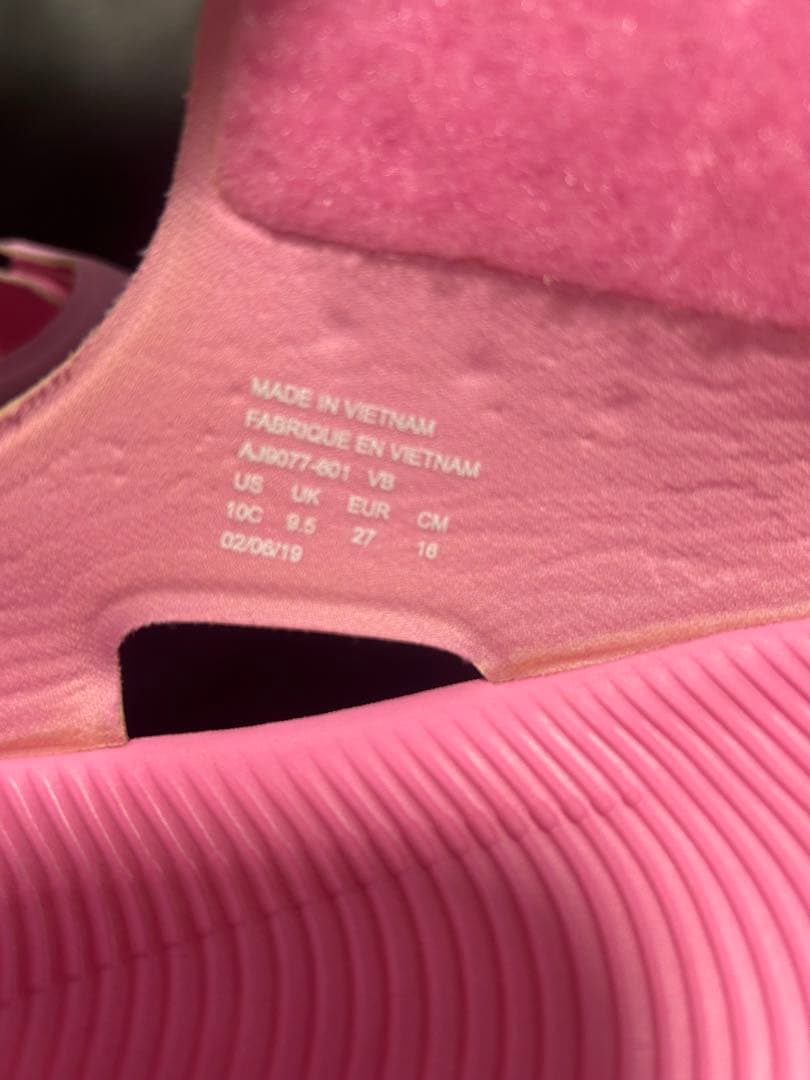 MADE IN VIETNAM
FABRIQUE EN VIETNAM
AJ9077-601 VB
US UK EUR CM
10C 9.5 27 16
02/06/19